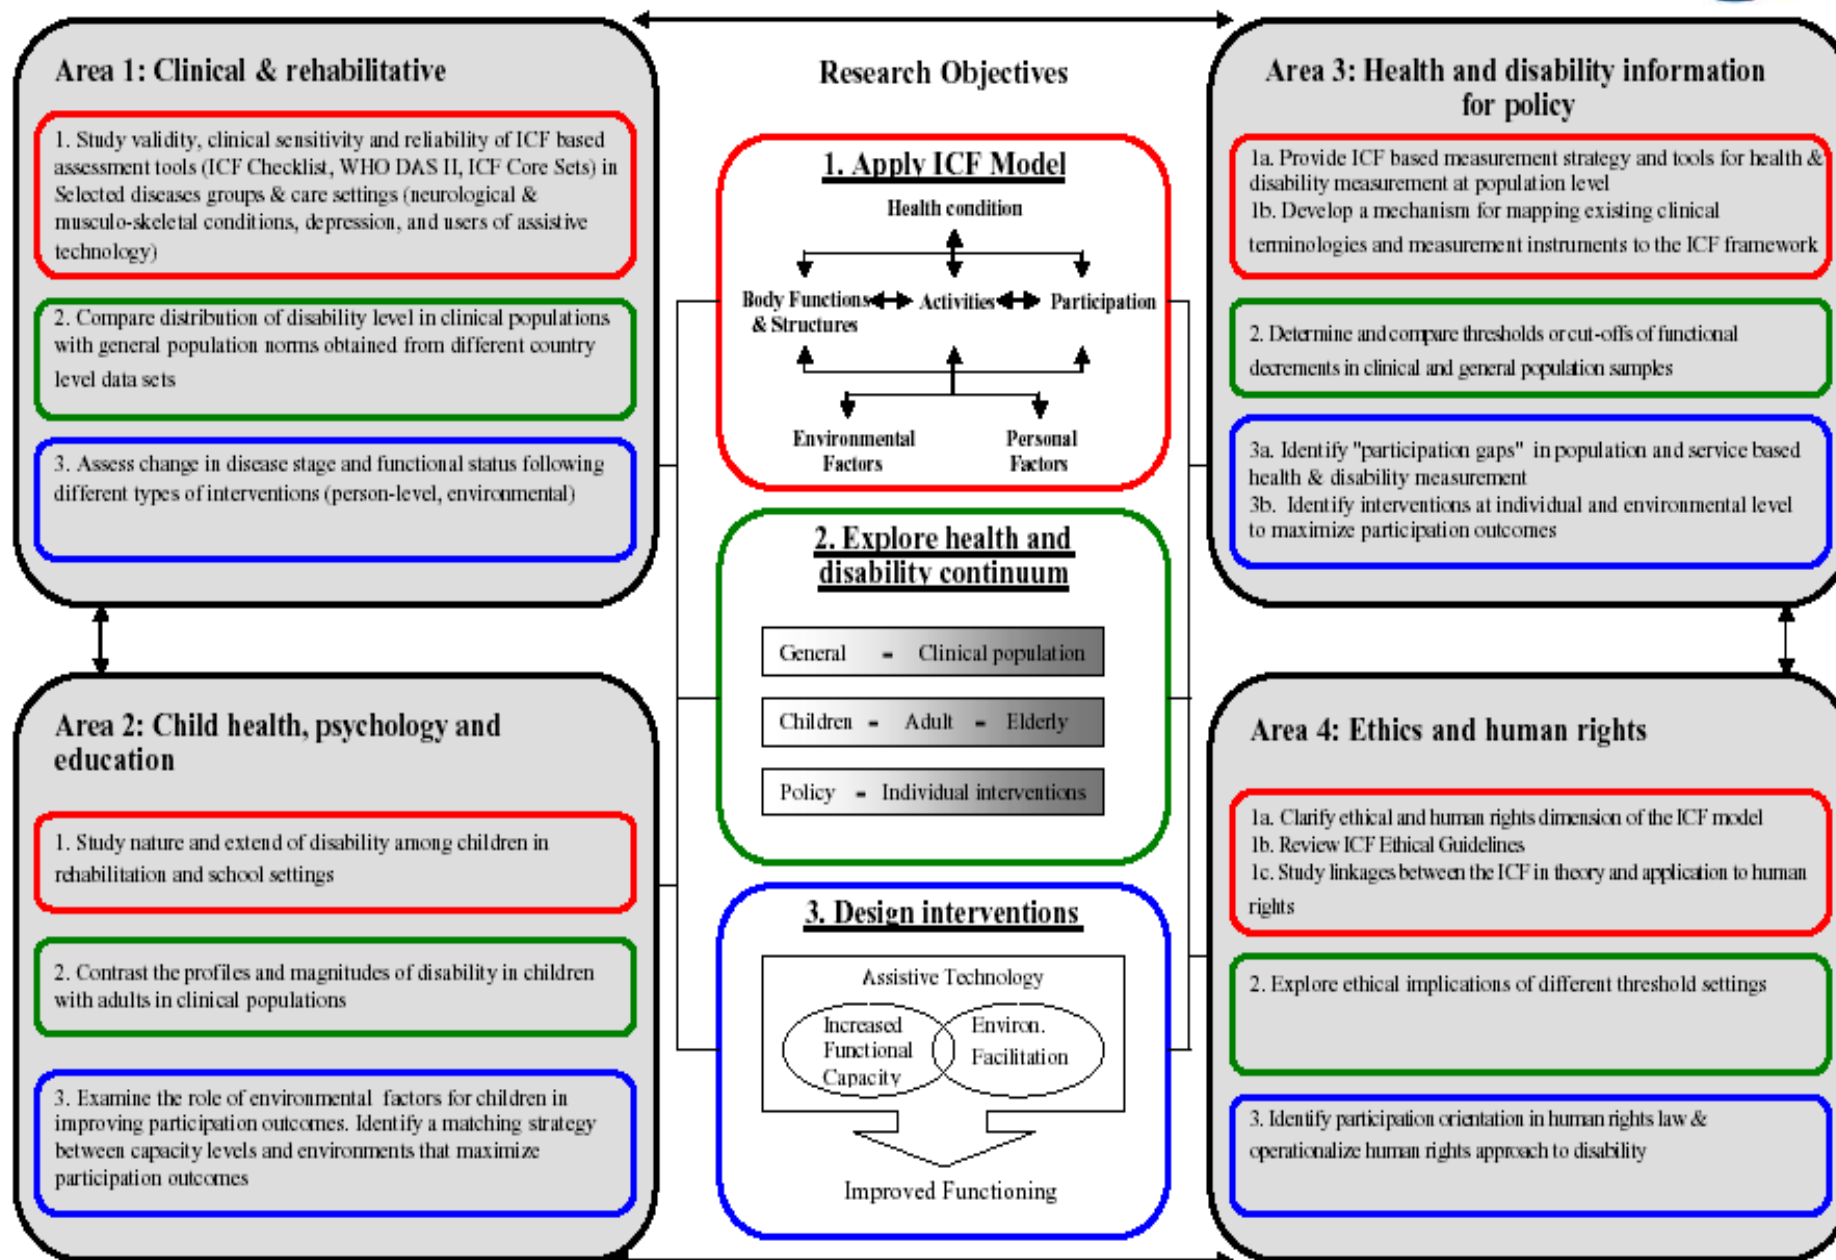 Area 1: Clinical & rehabilitative
1. Study validity, clinical sensitivity and reliability of ICF based
assessment tools (ICF Checklist, WHO DAS II, ICF Core Sets) in
Selected diseases groups & care settings (neurological &
musculo-skeletal conditions, depression, and users of assistive
technology)
2. Compare distribution of disability level in clinical populations
with general population norms obtained from different country
level data sets
3. Assess change in disease stage and functional status following
different types of interventions (person-level, environmental)
Area 2: Child health, psychology and
education
1. Study nature and extend of disability among children in
rehabilitation and school settings
2. Contrast the profiles and magnitudes of disability in children
with adults in clinical populations
3. Examine the role of environmental factors for children in
improving participation outcomes. Identify a matching strategy
between capacity levels and environments that maximize
participation outcomes
Research Objectives
1. Apply ICF Model
Health condition
Body Functions
& Structures
Activities
Participation
Environmental
Factors
Personal
Factors
2. Explore health and
disability continuum
General - Clinical population
Children - Adult - Elderly
Policy - Individual interventions
3. Design interventions
Assistive Technology
Increased
Functional
Capacity
Environ.
Facilitation
Improved Functioning
Area 3: Health and disability information
for policy
1a. Provide ICF based measurement strategy and tools for health &
disability measurement at population level
1b. Develop a mechanism for mapping existing clinical
terminologies and measurement instruments to the ICF framework
2. Determine and compare thresholds or cut-offs of functional
decrements in clinical and general population samples
3a. Identify "participation gaps" in population and service based
health & disability measurement
3b. Identify interventions at individual and environmental level
to maximize participation outcomes
Area 4: Ethics and human rights
1a. Clarify ethical and human rights dimension of the ICF model
1b. Review ICF Ethical Guidelines
1c. Study linkages between the ICF in theory and application to human
rights
2. Explore ethical implications of different threshold settings
3. Identify participation orientation in human rights law &
operationalize human rights approach to disability